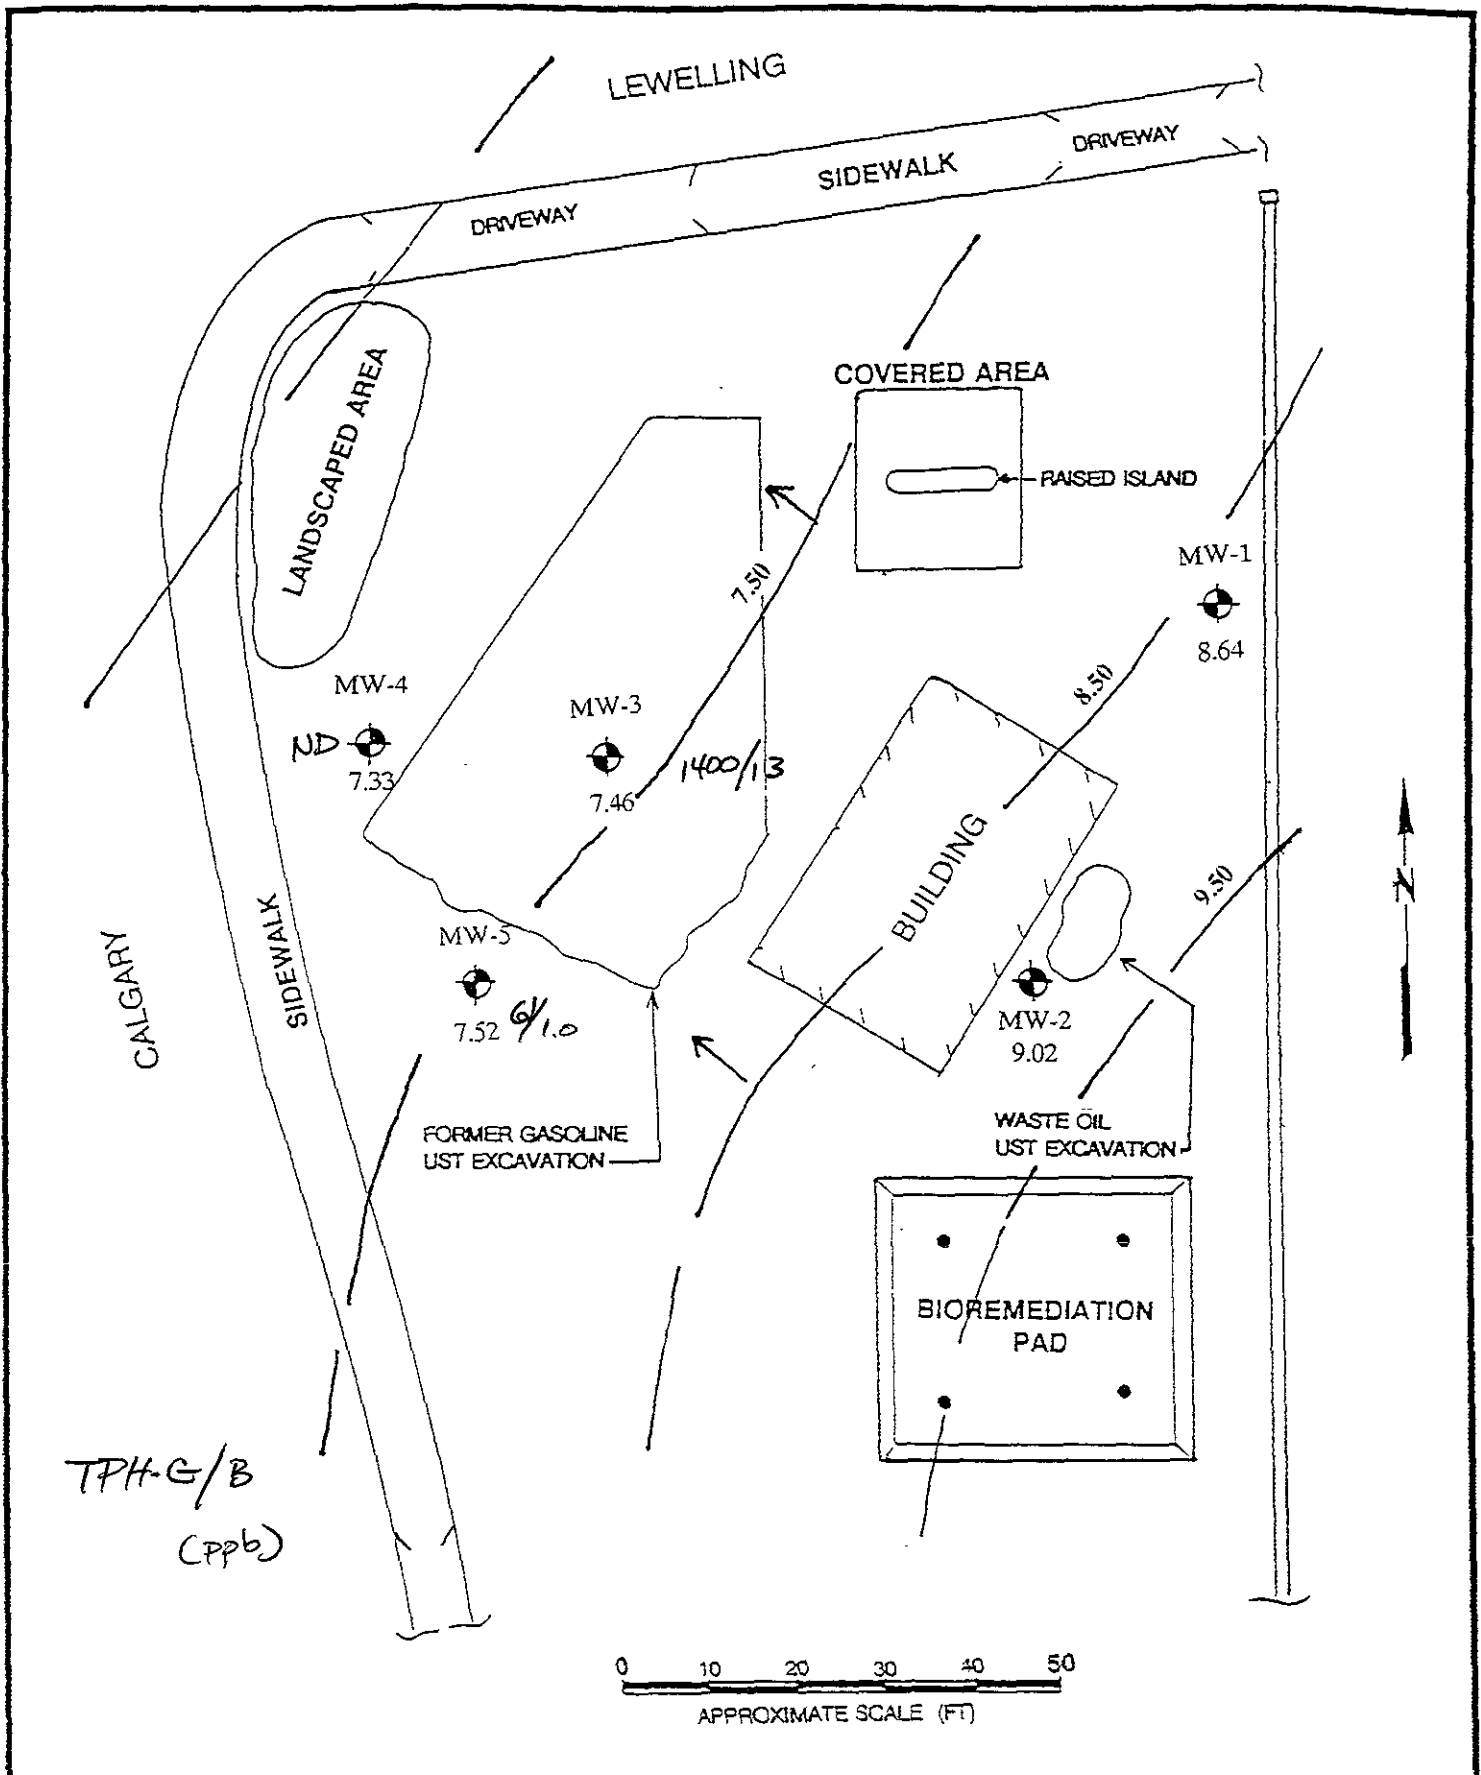 LEWELLING
DRIVEWAY
SIDEWALK
DRIVEWAY
COVERED AREA
RAISED ISLAND
LANDSCAPED AREA
MW-1
8.64
7.50
8.50
MW-4
ND
7.33
MW-3
7.46
1400/13
BUILDING
9.50
N
CALGARY
SIDEWALK
MW-5
7.52
/1.0
MW-2
9.02
FORMER GASOLINE
UST EXCAVATION
WASTE OIL
UST EXCAVATION
BIOREMEDIATION
PAD
TPH-G/B
(ppb)
0 10 20 30 40 50
APPROXIMATE SCALE (FT)